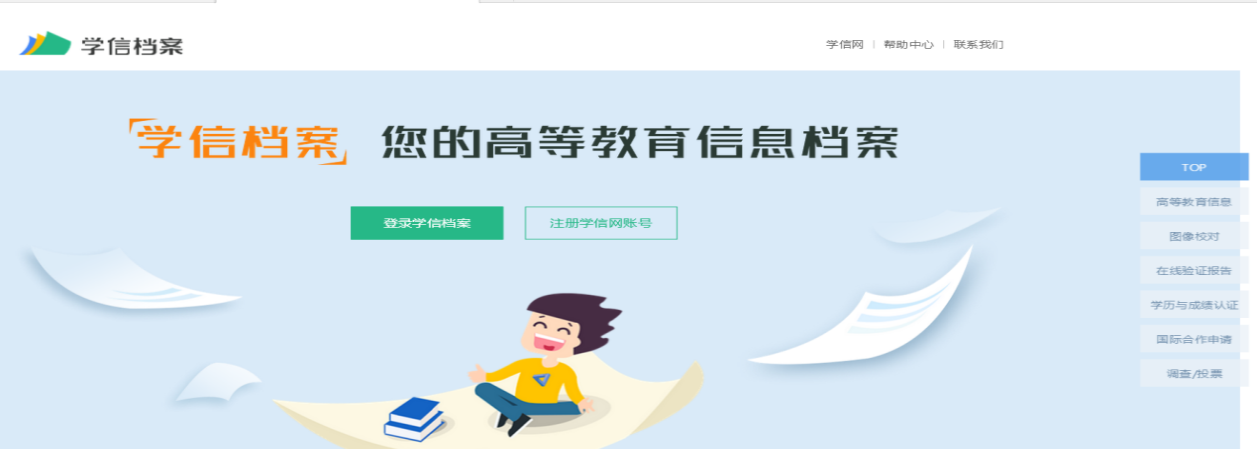 学信档案
学信网 | 帮助中心 | 联系我们
学信档案 您的高等教育信息档案
登录学信档案 注册学信网账号
TOP
高等教育信息
图像校对
在线验证报告
学历与成绩认证
国际合作申请
调查/投票